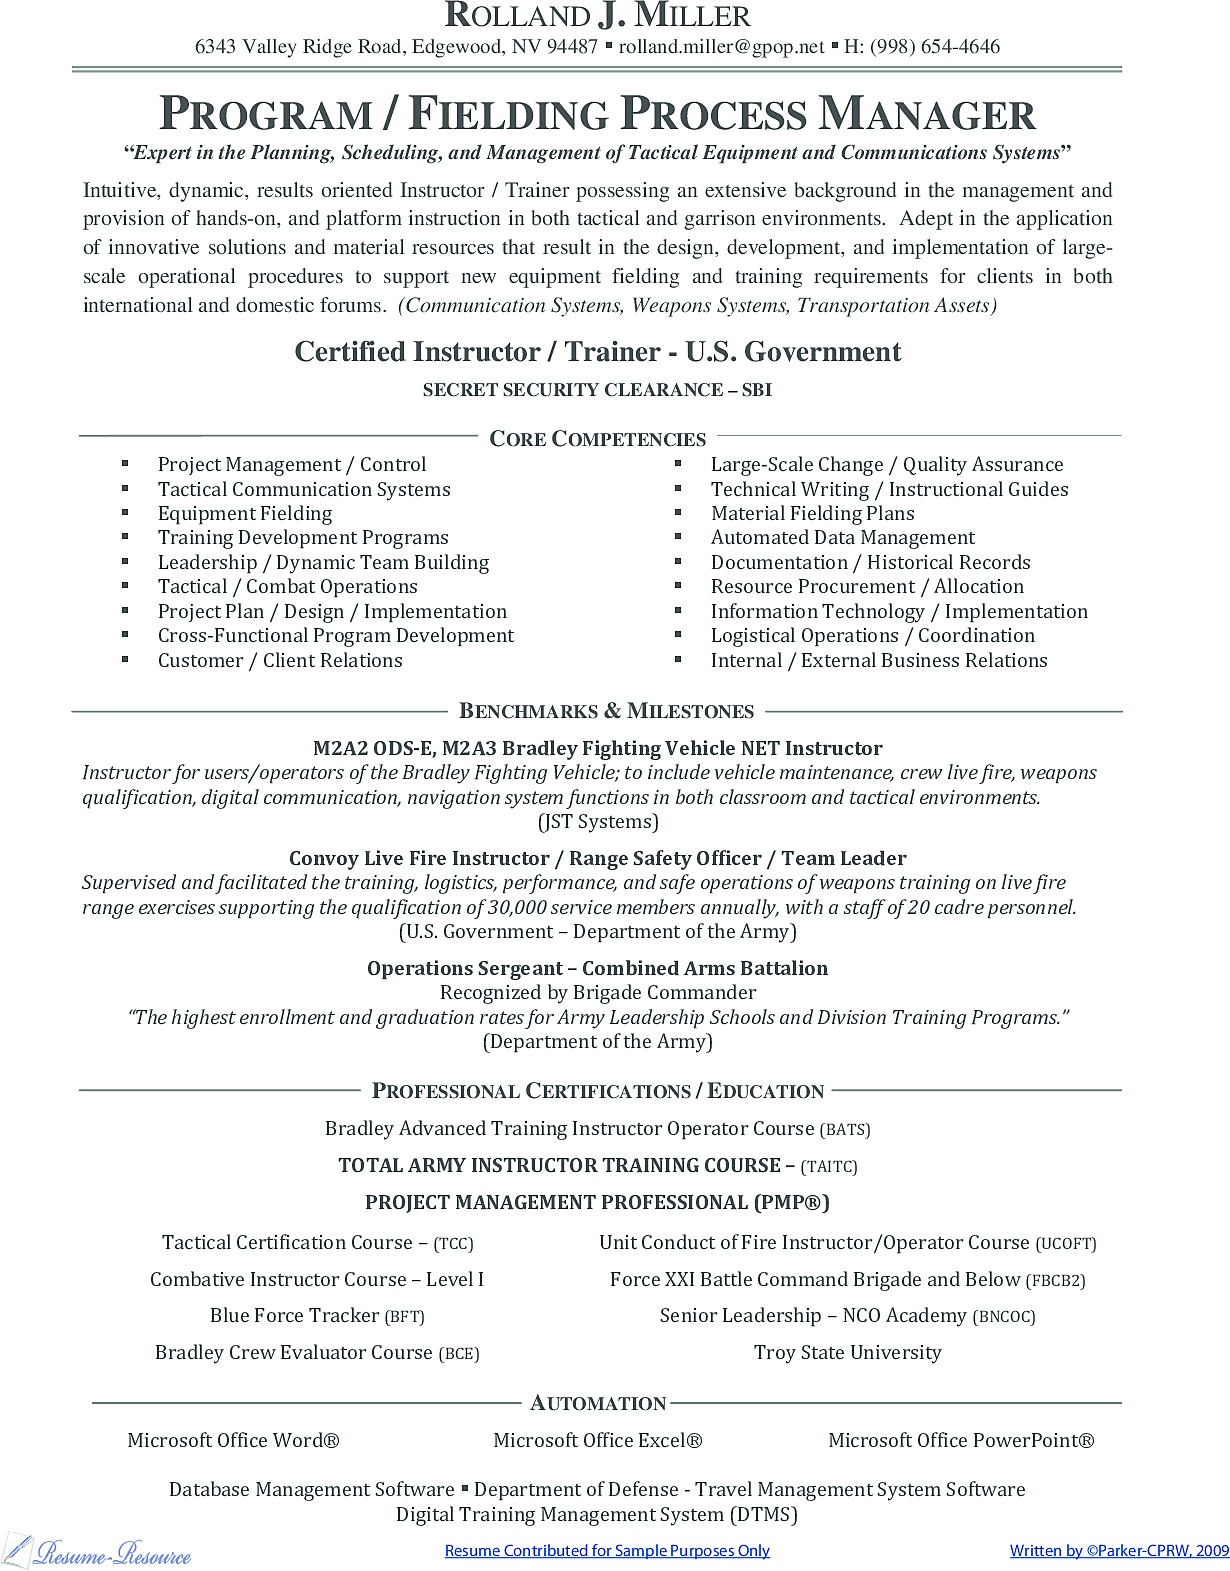 ROLLAND J. MILLER
6343 Valley Ridge Road, Edgewood, NV 94487 ▪ rolland.miller@gpop.net ▪ H: (998) 654-4646
PROGRAM / FIELDING PROCESS MANAGER
“Expert in the Planning, Scheduling, and Management of Tactical Equipment and Communications Systems”
Intuitive, dynamic, results oriented Instructor / Trainer possessing an extensive background in the management and
provision of hands-on, and platform instruction in both tactical and garrison environments. Adept in the application
of innovative solutions and material resources that result in the design, development, and implementation of large-
scale operational procedures to support new equipment fielding and training requirements for clients in both
international and domestic forums. (Communication Systems, Weapons Systems, Transportation Assets)
Certified Instructor / Trainer - U.S. Government
SECRET SECURITY CLEARANCE – SBI
CORE COMPETENCIES
▪ Project Management / Control
▪ Tactical Communication Systems
▪ Equipment Fielding
▪ Training Development Programs
▪ Leadership / Dynamic Team Building
▪ Tactical / Combat Operations
▪ Project Plan / Design / Implementation
▪ Cross-Functional Program Development
▪ Customer / Client Relations
▪ Large-Scale Change / Quality Assurance
▪ Technical Writing / Instructional Guides
▪ Material Fielding Plans
▪ Automated Data Management
▪ Documentation / Historical Records
▪ Resource Procurement / Allocation
▪ Information Technology / Implementation
▪ Logistical Operations / Coordination
▪ Internal / External Business Relations
BENCHMARKS & MILESTONES
M2A2 ODS-E, M2A3 Bradley Fighting Vehicle NET Instructor
Instructor for users/operators of the Bradley Fighting Vehicle; to include vehicle maintenance, crew live fire, weapons
qualification, digital communication, navigation system functions in both classroom and tactical environments.
(JST Systems)
Convoy Live Fire Instructor / Range Safety Officer / Team Leader
Supervised and facilitated the training, logistics, performance, and safe operations of weapons training on live fire
range exercises supporting the qualification of 30,000 service members annually, with a staff of 20 cadre personnel.
(U.S. Government – Department of the Army)
Operations Sergeant – Combined Arms Battalion
Recognized by Brigade Commander
“The highest enrollment and graduation rates for Army Leadership Schools and Division Training Programs.”
(Department of the Army)
PROFESSIONAL CERTIFICATIONS / EDUCATION
Bradley Advanced Training Instructor Operator Course (BATS)
TOTAL ARMY INSTRUCTOR TRAINING COURSE – (TAITC)
PROJECT MANAGEMENT PROFESSIONAL (PMP®)
Tactical Certification Course – (TCC)
Combative Instructor Course – Level I
Blue Force Tracker (BFT)
Bradley Crew Evaluator Course (BCE)
Unit Conduct of Fire Instructor/Operator Course (UCOFT)
Force XXI Battle Command Brigade and Below (FBCB2)
Senior Leadership – NCO Academy (BNCOC)
Troy State University
AUTOMATION
Microsoft Office Word® Microsoft Office Excel® Microsoft Office PowerPoint®
Database Management Software ▪ Department of Defense - Travel Management System Software
Digital Training Management System (DTMS)
Resume-Resource
Resume Contributed for Sample Purposes Only
Written by ©Parker-CPRW, 2009